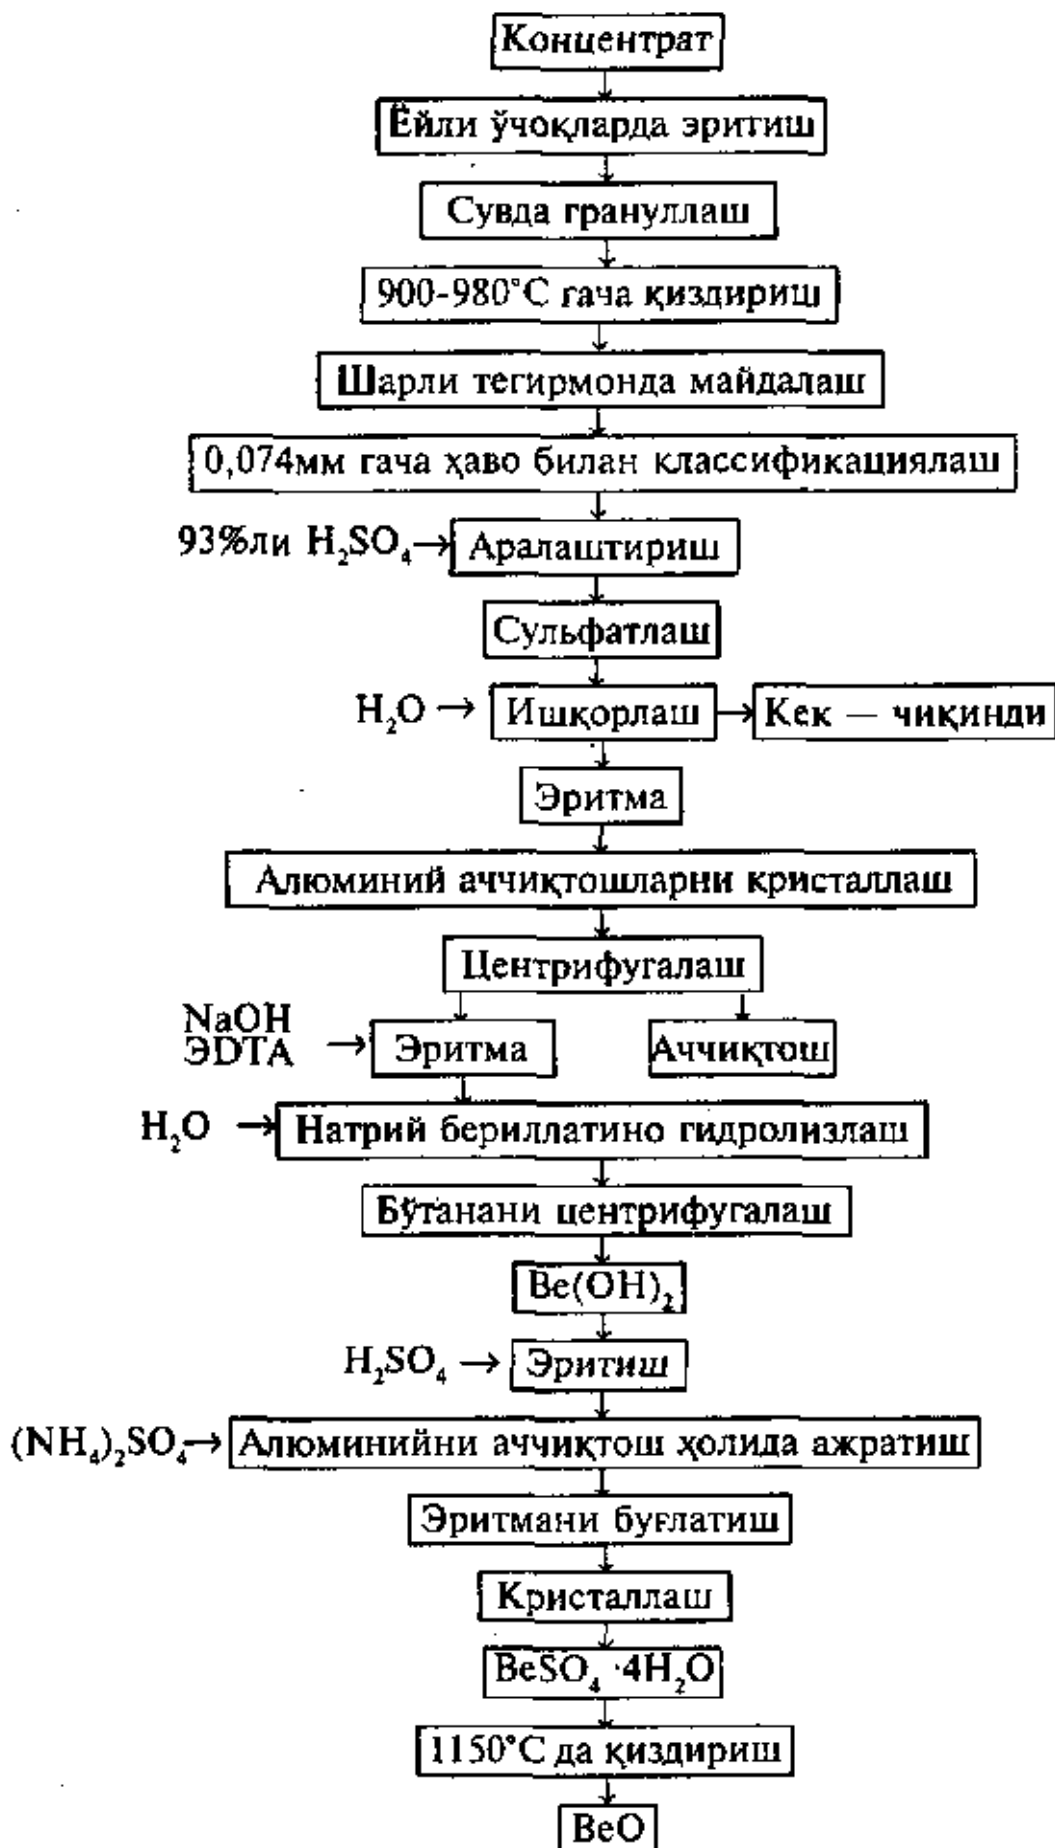 Концентрат
Ёйли ўчоқларда эритиш
Сувда грануллаш
900-980°С гача қиздириш
Шарли тегирмонда майдалаш
0,074мм гача ҳаво билан классификациялаш
93%ли H₂SO₄→ Аралаштириш
Сульфатлаш
H₂O → Ишқорлаш → Кек — чиқинди
Эритма
Алюминий аччиқтошларни кристаллаш
Центрифугалаш
NaOH
ЭDTA → Эритма Аччиқтош
H₂O → Натрий бериллатино гидролизлаш
Бўтанани центрифугалаш
Be(OH)₂
H₂SO₄ → Эритиш
(NH₄)₂SO₄→ Алюминийни аччиқтош ҳолида ажратиш
Эритмани буғлатиш
Кристаллаш
BeSO₄ ·4H₂O
1150°С да қиздириш
BeO